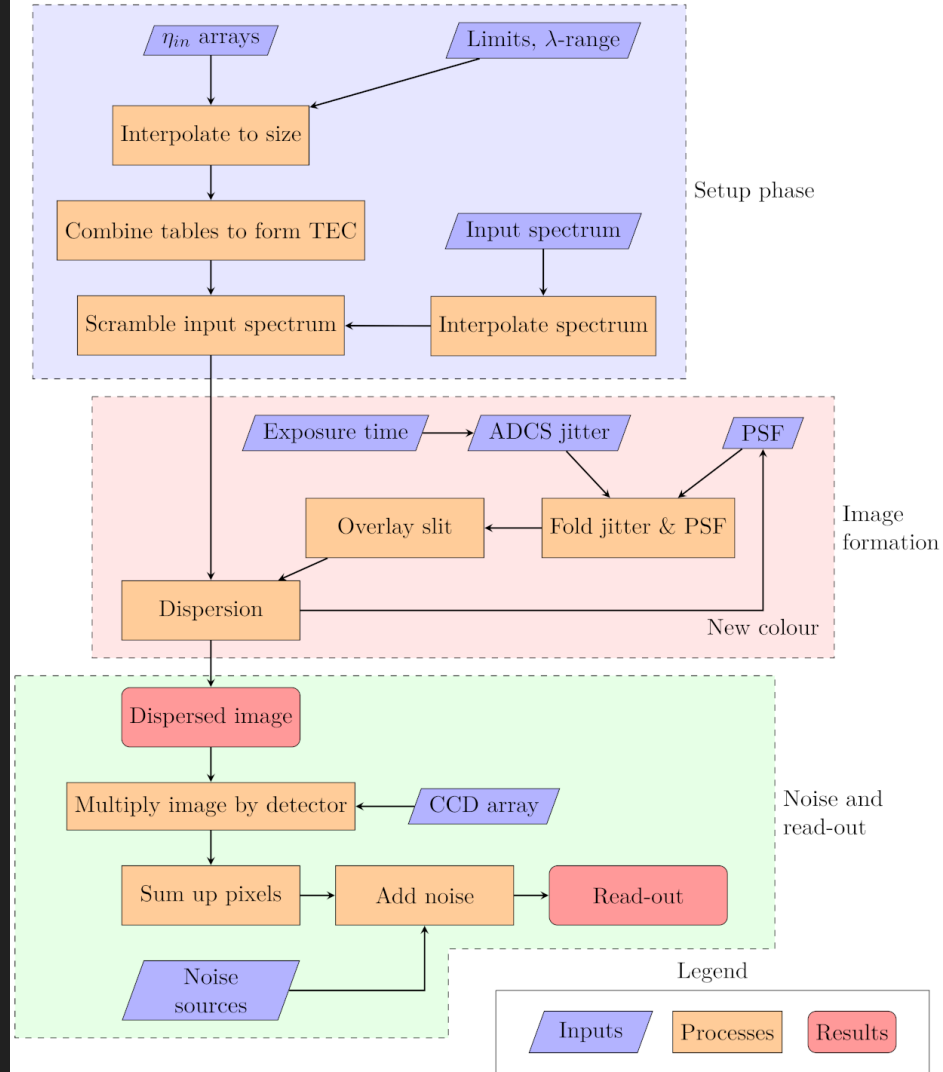 η_in arrays
Limits, λ-range
Interpolate to size
Setup phase
Combine tables to form TEC
Input spectrum
Scramble input spectrum
Interpolate spectrum
Exposure time
ADCS jitter
PSF
Overlay slit
Fold jitter & PSF
Image
formation
Dispersion
New colour
Dispersed image
Multiply image by detector
CCD array
Noise and
read-out
Sum up pixels
Add noise
Read-out
Noise
sources
Legend
Inputs
Processes
Results